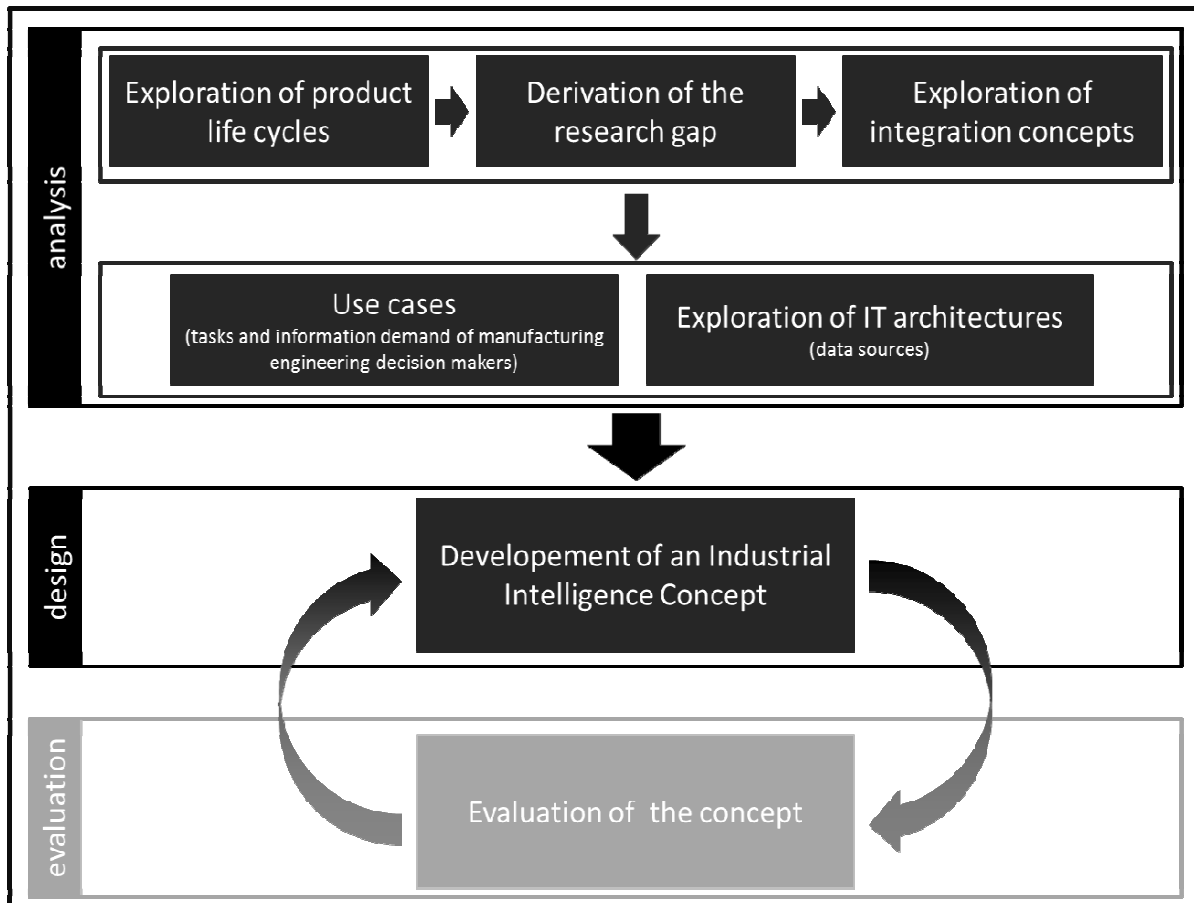 analysis
Exploration of product
life cycles
Derivation of the
research gap
Exploration of
integration concepts
Use cases
(tasks and information demand of manufacturing
engineering decision makers)
Exploration of IT architectures
(data sources)
design
Developement of an Industrial
Intelligence Concept
evaluation
Evaluation of the concept